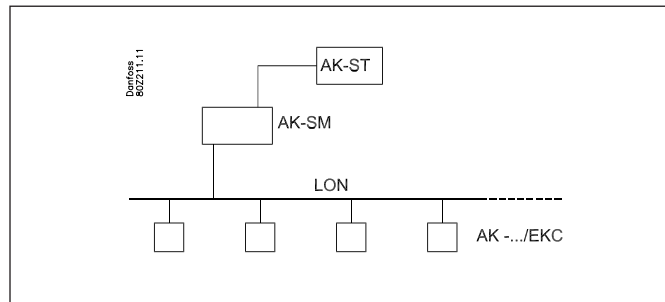 Danfoss
80Z211.11
AK-ST
AK-SM
LON
AK -.../EKC